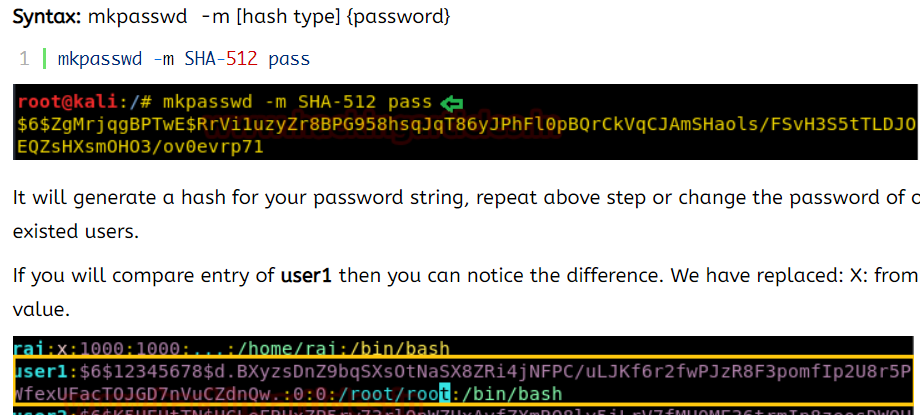 Syntax: mkpasswd -m [hash type] {password}
1 mkpasswd -m SHA-512 pass
root@kali:/# mkpasswd -m SHA-512 pass
$6$ZgMrjqgBPTwE$RrVi1uzyZr8BPG958hsqJqT86yJPhFl0pBQrCkVqCJAmSHaols/FSvH3S5tTLDJO
EQZsHXsmOHO3/ov0evrp71
It will generate a hash for your password string, repeat above step or change the password of o
existed users.
If you will compare entry of user1 then you can notice the difference. We have replaced: X: from
value.
raj:x:1000:1000:,,,:/home/raj:/bin/bash
user1:$6$12345678$d.BXyzsDnZ9bqSXsOtNaSX8ZRi4jNFPC/uLJKf6r2fwPJzR8F3pomfIp2U8r5P
WfexUFacTOJGD7nVuCZdnQw.:0:0:/root/root:/bin/bash